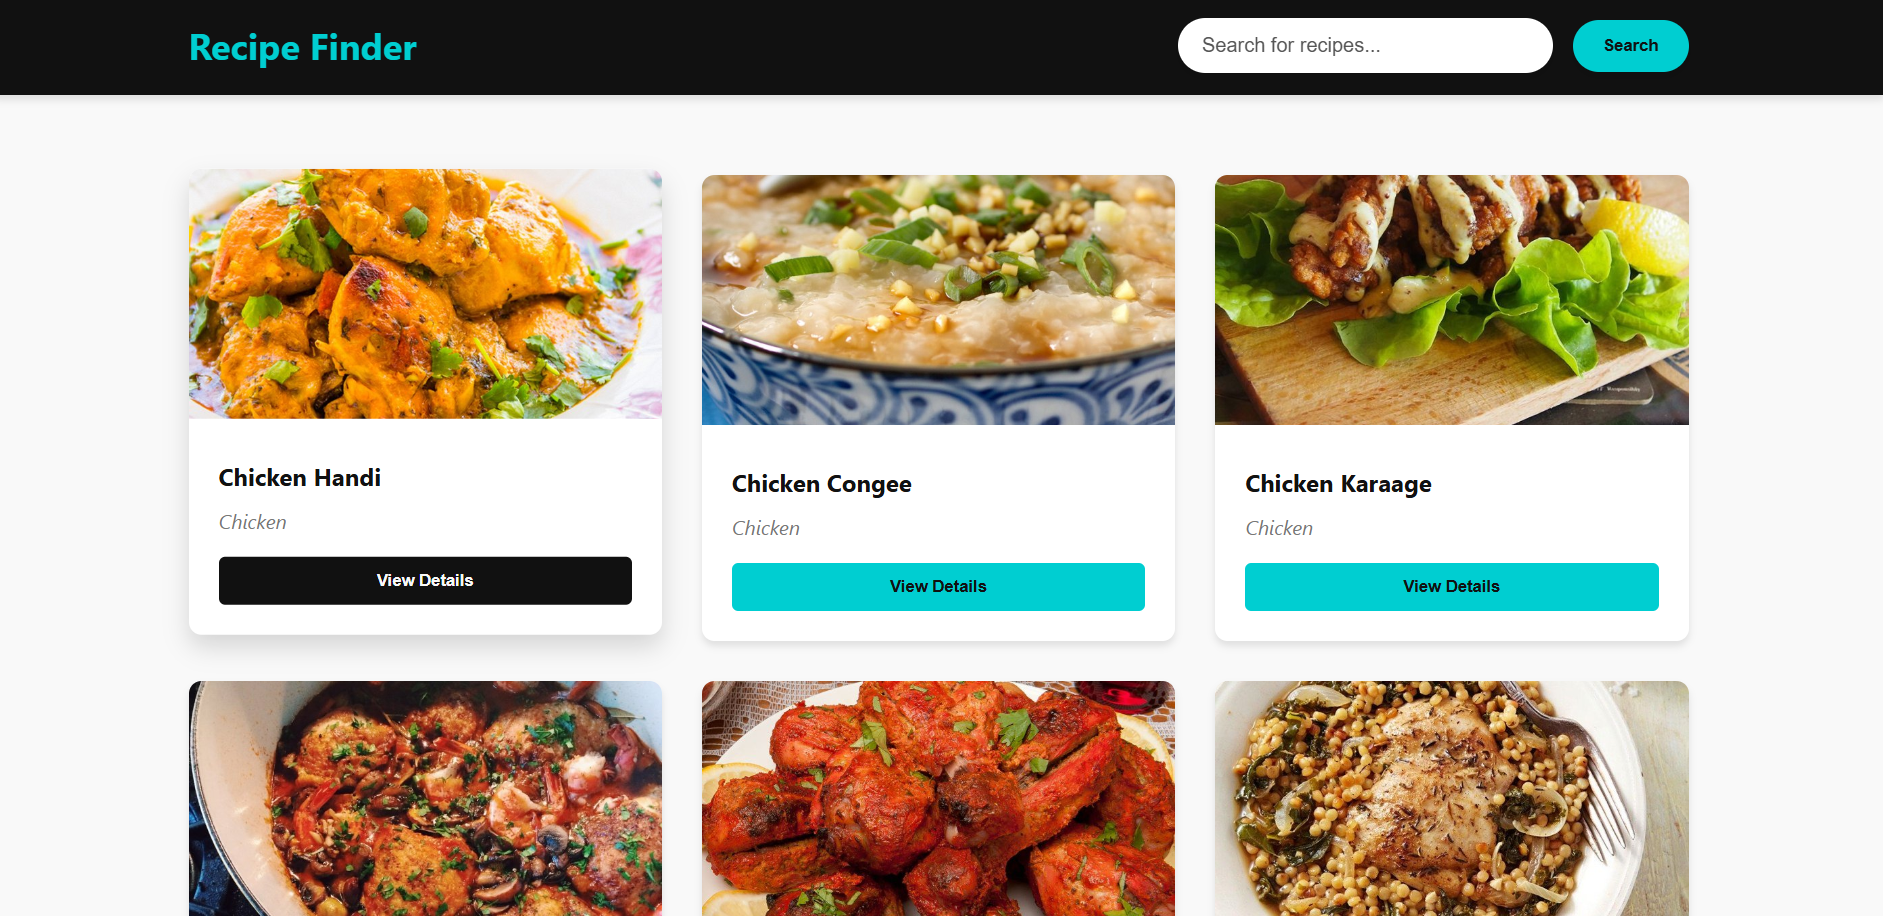 Recipe Finder
Search for recipes...
Search
Chicken Handi
Chicken
View Details
Chicken Congee
Chicken
View Details
Chicken Karaage
Chicken
View Details